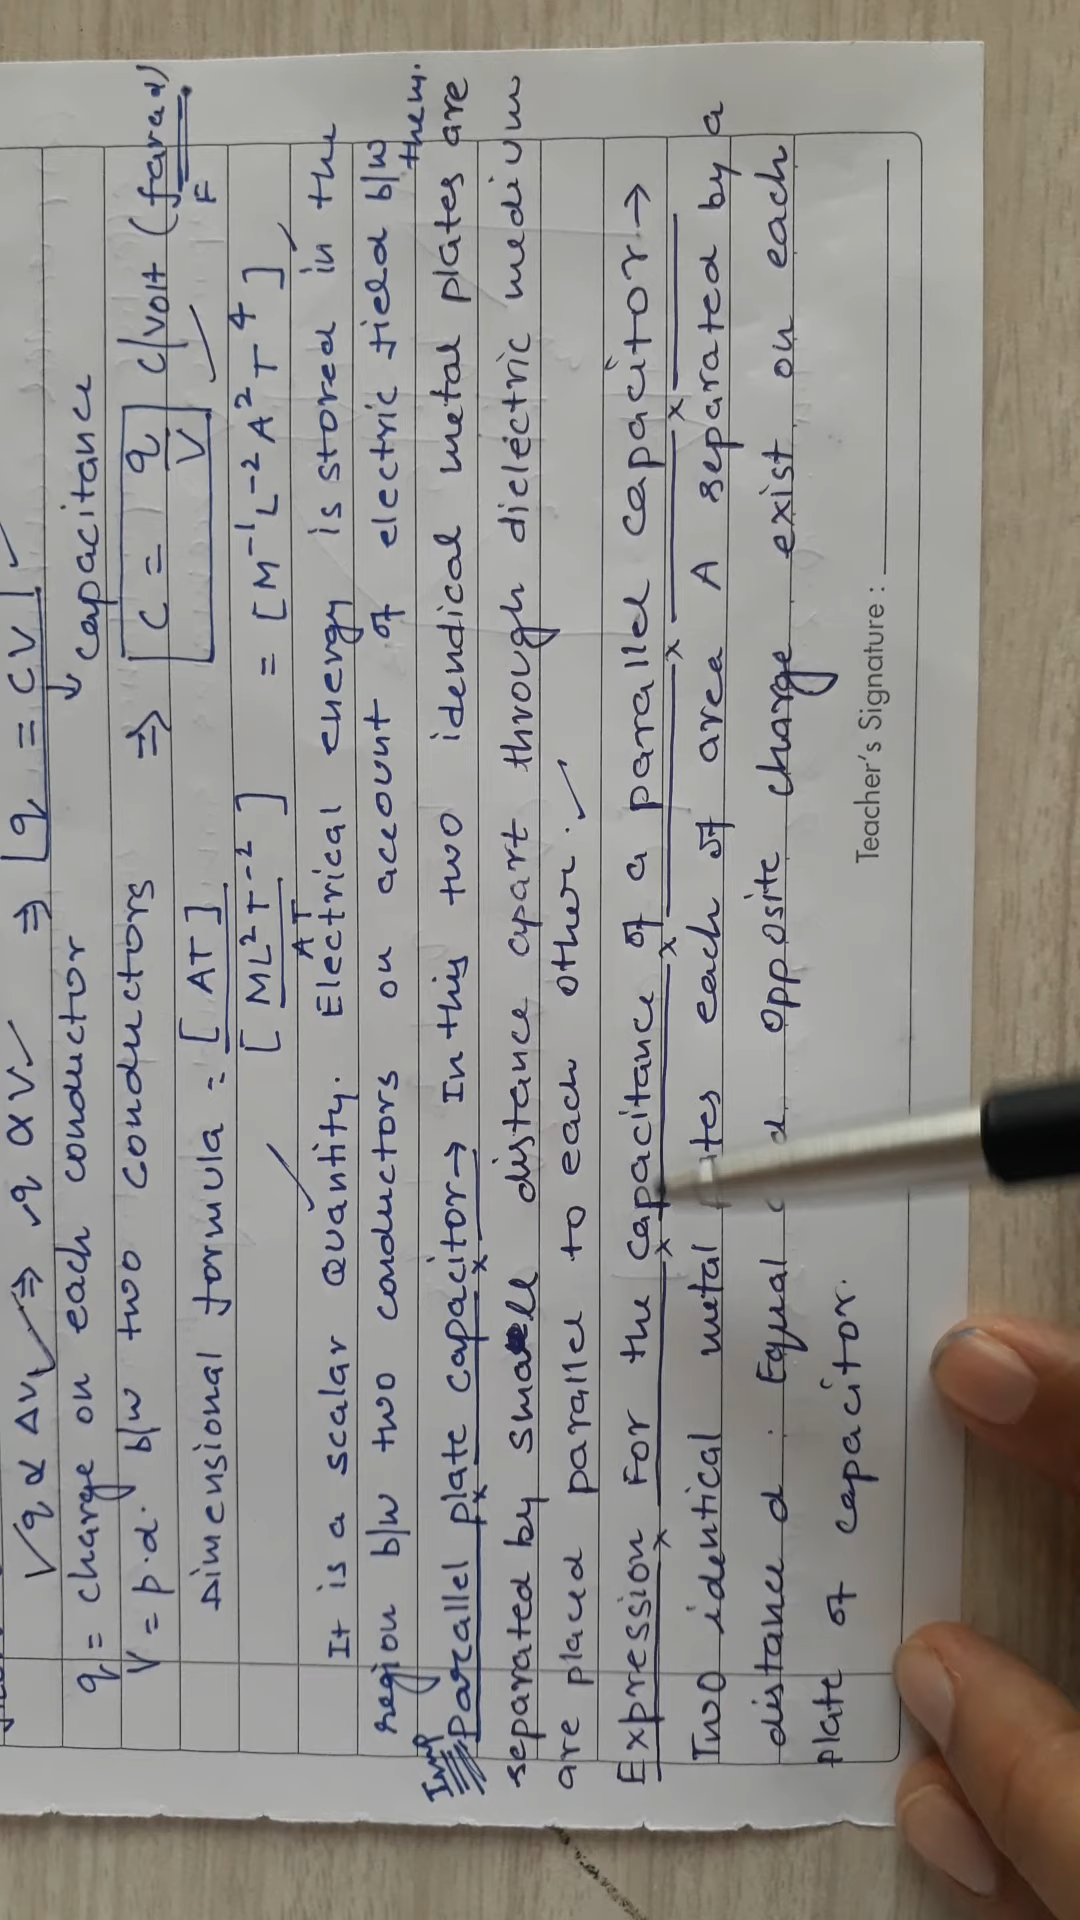 √q α ΔV ⇒ q α V ⇒ q = CV
↓ capacitance
q = charge on each conductor
V = p.d. b/w two conductors ⇒ C = q/V C/volt (farad)
F
Dimensional formula = [AT] / [ML²T⁻²] = [M⁻¹L⁻²A²T⁴]
AT
It is a scalar quantity. Electrical energy is stored in the
region b/w two conductors on account of electric field b/w them.
Imp
Parallel plate capacitor → In this two idendical metal plates are
separated by small distance apart through dielectric medium
are placed parallel to each other.
Expression For the capacitance of a parallel capacitor →
Two identical metal each of area A separated by a
distance d. Equal opposite charge exist on each
plate of capacitor.
Teacher's Signature :